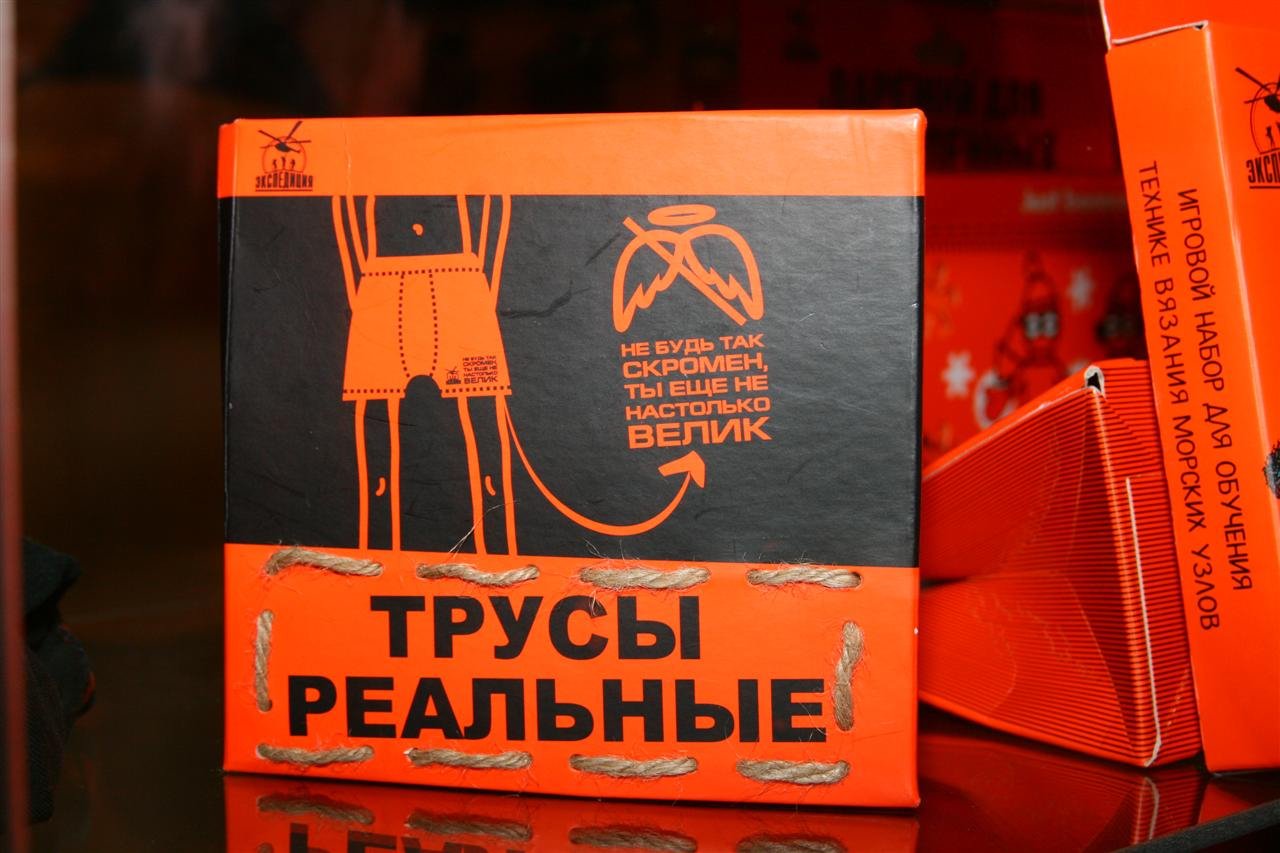 ЭКСПЕДИЦИЯ
НЕ БУДЬ ТАК
СКРОМЕН,
ТЫ ЕЩЕ НЕ
НАСТОЛЬКО
ВЕЛИК
НЕ БУДЬ ТАК
СКРОМЕН,
ТЫ ЕЩЕ НЕ
НАСТОЛЬКО
ВЕЛИК
ТРУСЫ
РЕАЛЬНЫЕ
ИГРОВОЙ НАБОР ДЛЯ ОБУЧЕНИЯ
ТЕХНИКЕ ВЯЗАНИЯ МОРСКИХ УЗЛОВ